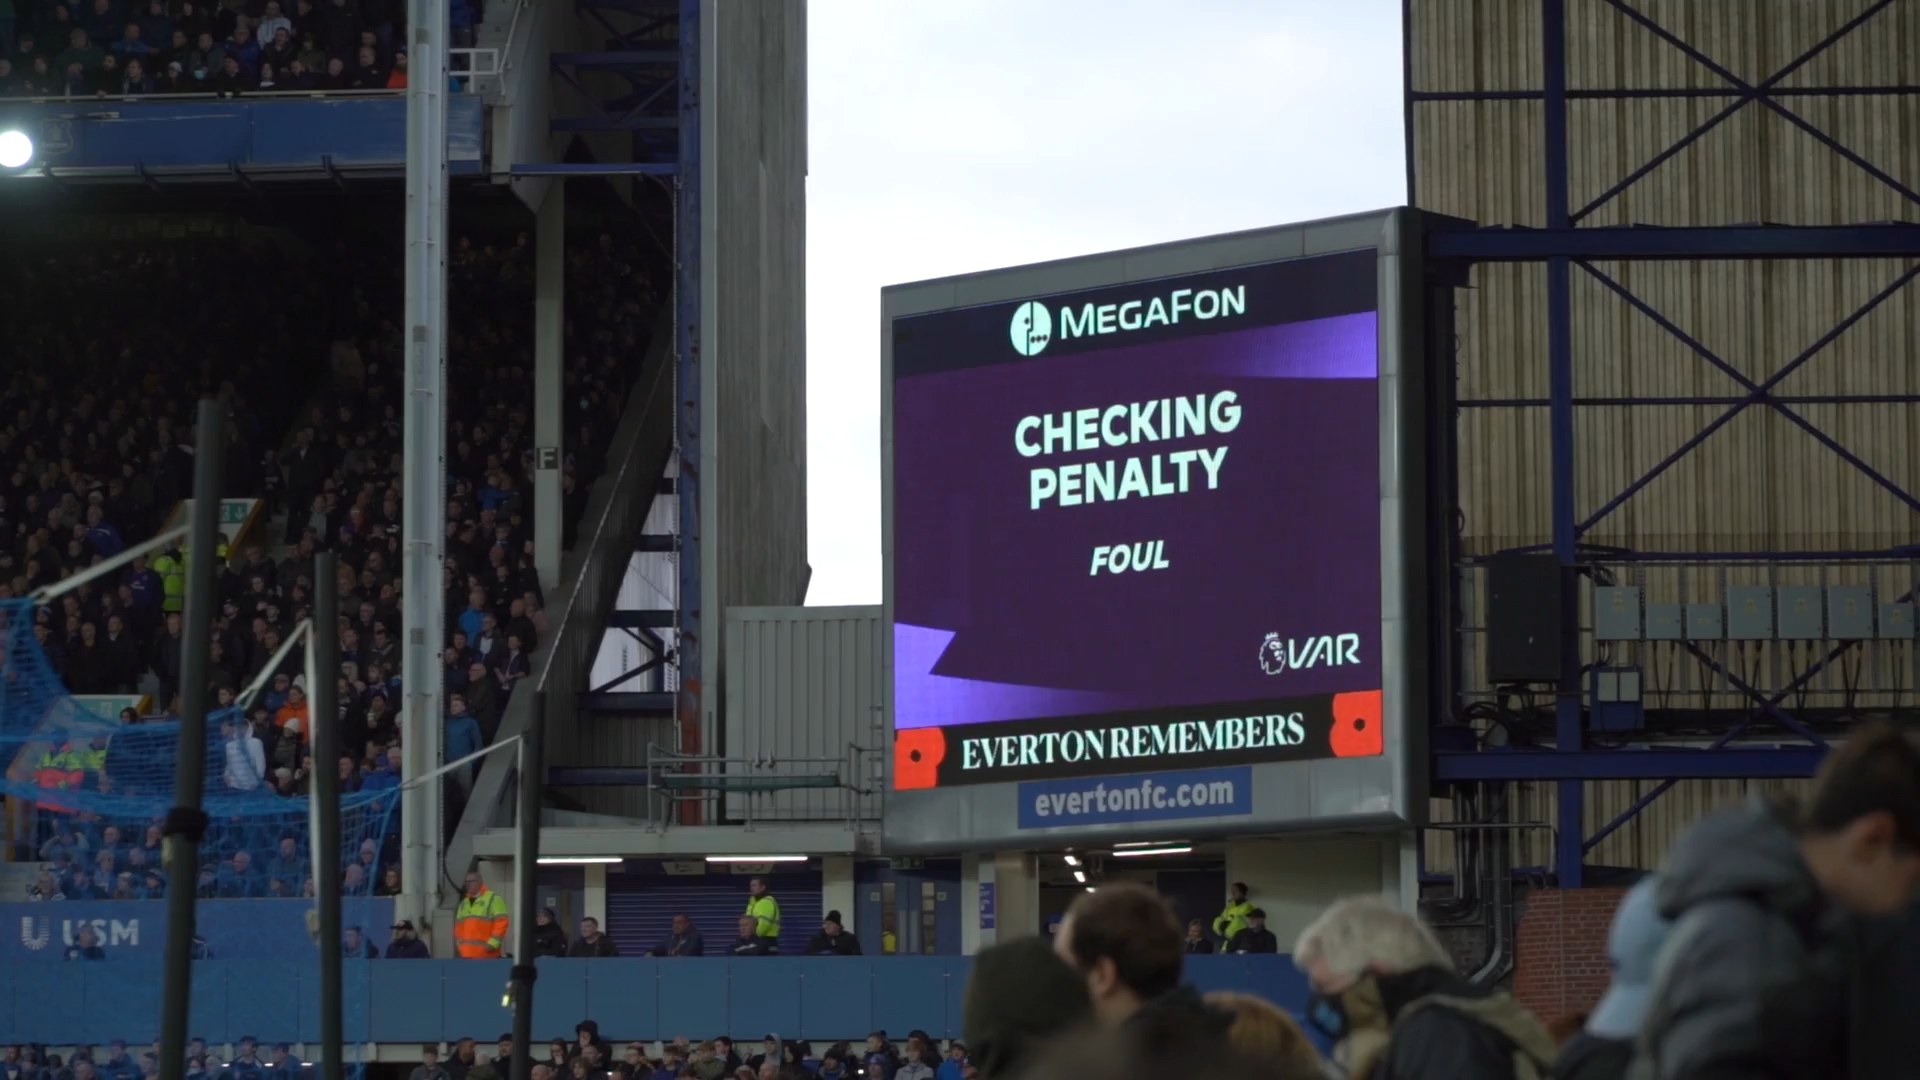 MEGAFON
CHECKING
PENALTY
FOUL
VAR
EVERTON REMEMBERS
evertonfc.com
F
USM